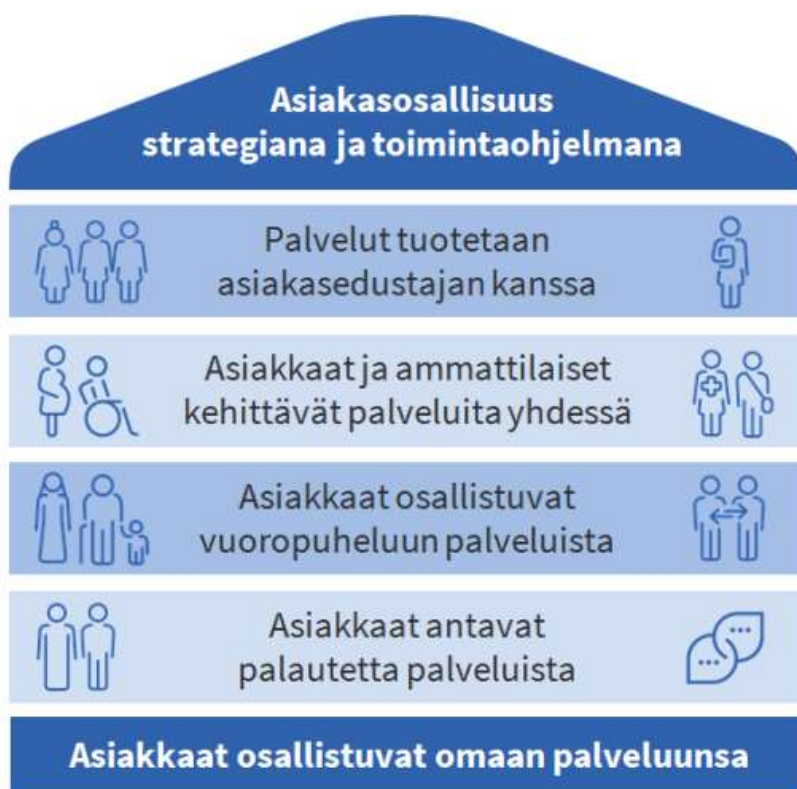 Asiakasosallisuus
strategiana ja toimintaohjelmana
Palvelut tuotetaan
asiakasedustajan kanssa
Asiakkaat ja ammattilaiset
kehittävät palveluita yhdessä
Asiakkaat osallistuvat
vuoropuheluun palveluista
Asiakkaat antavat
palautetta palveluista
Asiakkaat osallistuvat omaan palveluunsa